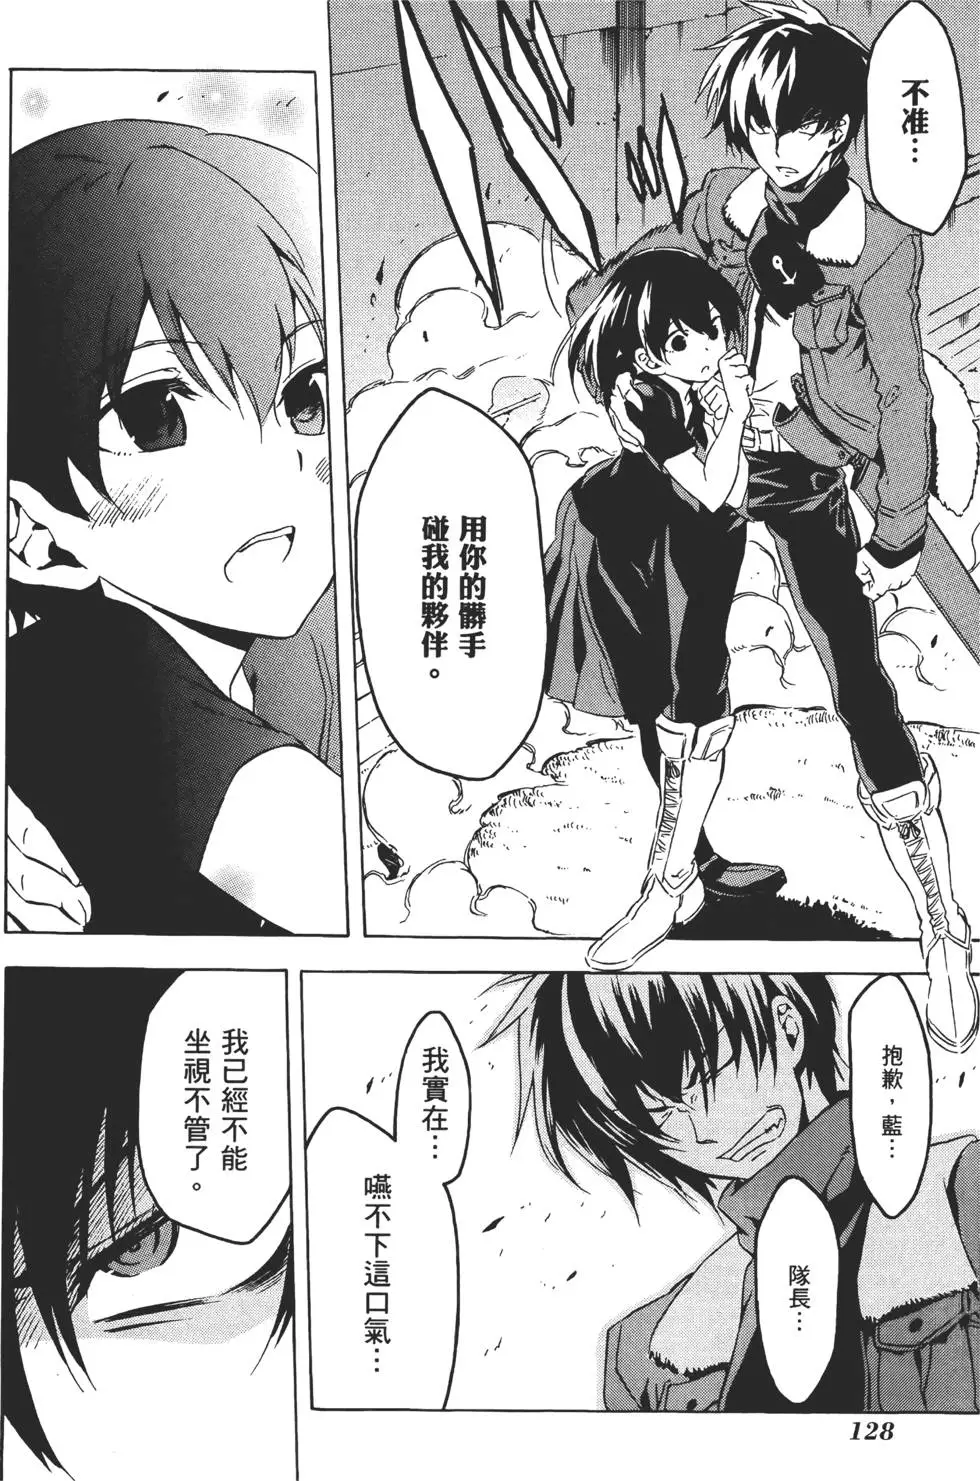 不准…
用你的髒手
碰我的夥伴。
抱歉，藍…
隊長…
我實在…
嚥不下這口氣…
我已經不能
坐視不管了。
128